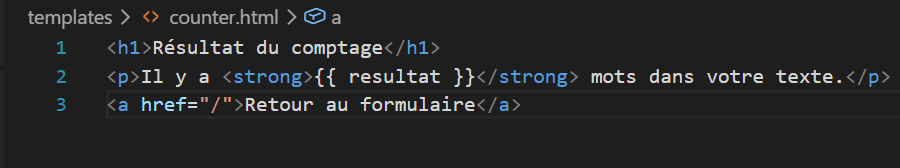 templates > <> counter.html > a
1 <h1>Résultat du comptage</h1>
2 <p>Il y a <strong>{{ resultat }}</strong> mots dans votre texte.</p>
3 <a href="/">Retour au formulaire</a>